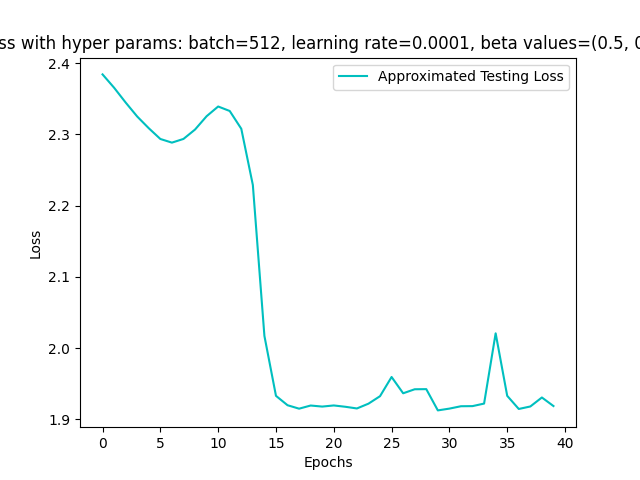 ss with hyper params: batch=512, learning rate=0.0001, beta values=(0.5, 0
Approximated Testing Loss
2.4
2.3
2.2
2.1
2.0
1.9
Loss
0 5 10 15 20 25 30 35 40
Epochs